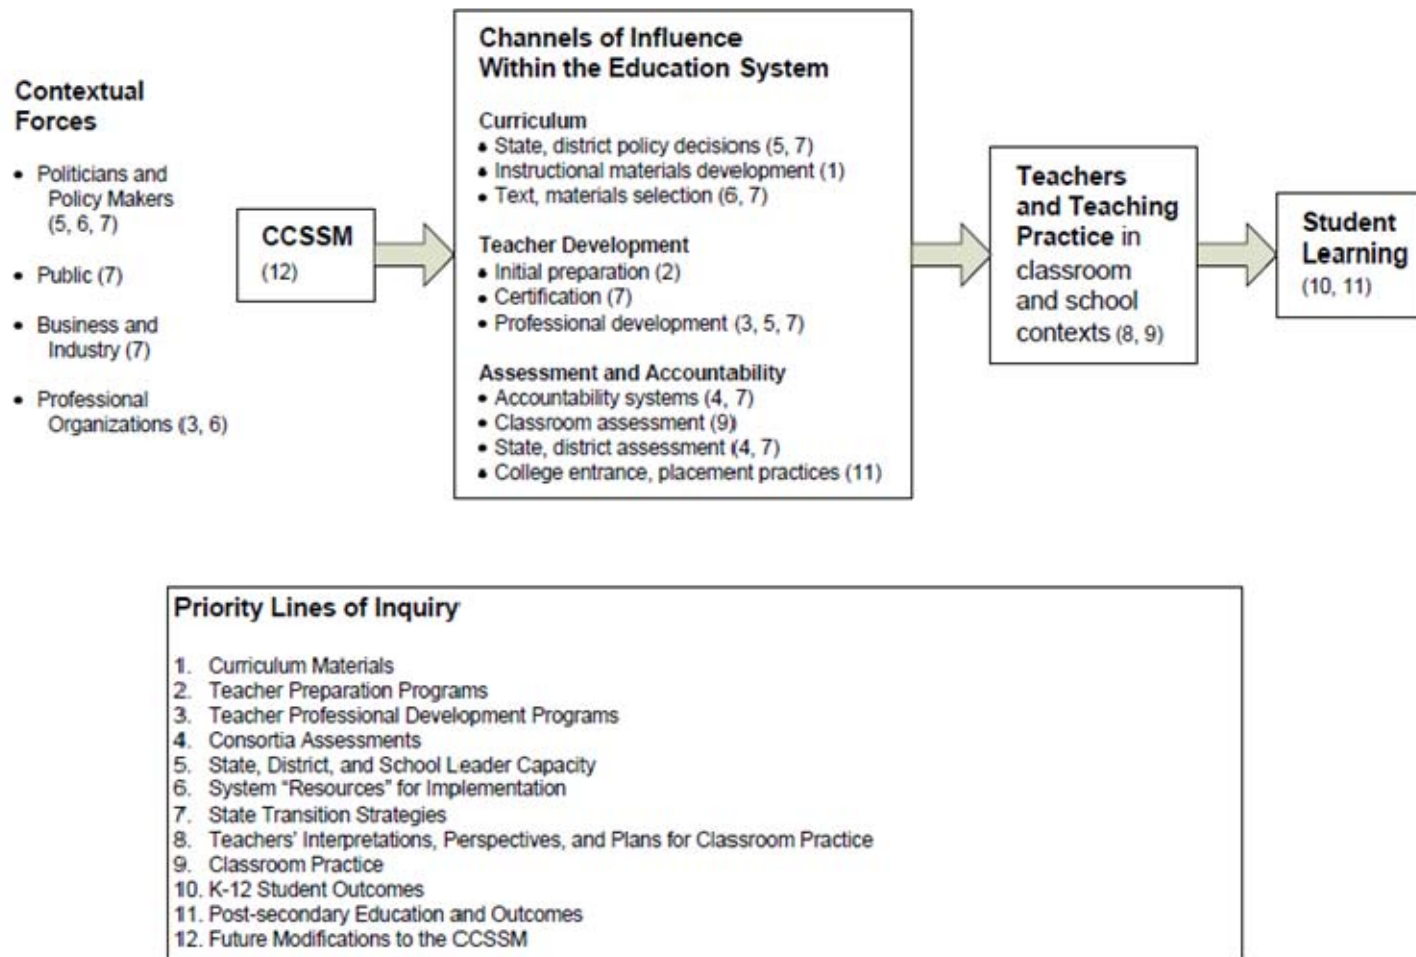 Contextual
Forces
• Politicians and
Policy Makers
(5, 6, 7)
• Public (7)
• Business and
Industry (7)
• Professional
Organizations (3, 6)
CCSSM
(12)
Channels of Influence
Within the Education System
Curriculum
• State, district policy decisions (5, 7)
• Instructional materials development (1)
• Text, materials selection (6, 7)
Teacher Development
• Initial preparation (2)
• Certification (7)
• Professional development (3, 5, 7)
Assessment and Accountability
• Accountability systems (4, 7)
• Classroom assessment (9)
• State, district assessment (4, 7)
• College entrance, placement practices (11)
Teachers
and Teaching
Practice in
classroom
and school
contexts (8, 9)
Student
Learning
(10, 11)
Priority Lines of Inquiry
1. Curriculum Materials
2. Teacher Preparation Programs
3. Teacher Professional Development Programs
4. Consortia Assessments
5. State, District, and School Leader Capacity
6. System “Resources” for Implementation
7. State Transition Strategies
8. Teachers’ Interpretations, Perspectives, and Plans for Classroom Practice
9. Classroom Practice
10. K-12 Student Outcomes
11. Post-secondary Education and Outcomes
12. Future Modifications to the CCSSM